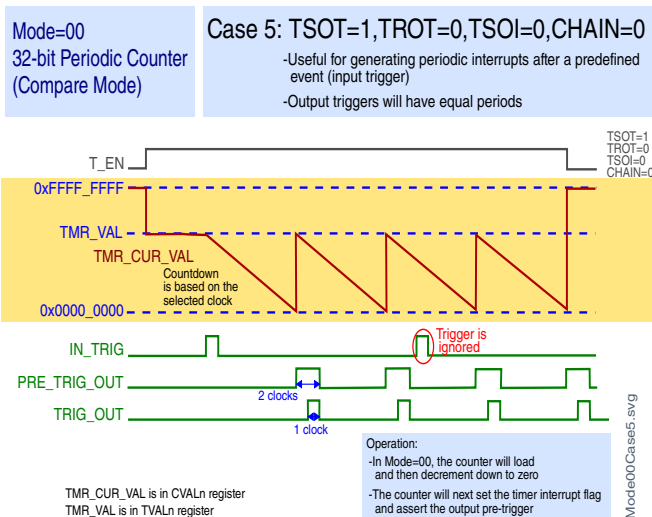 Mode=00
32-bit Periodic Counter
(Compare Mode)
Case 5: TSOT=1,TROT=0,TSOI=0,CHAIN=0
-Useful for generating periodic interrupts after a predefined
event (input trigger)
-Output triggers will have equal periods
TSOT=1
TROT=0
TSOI=0
CHAIN=0
T_EN
0xFFFF_FFFF
TMR_VAL
TMR_CUR_VAL
Countdown
is based on the
selected clock
0x0000_0000
IN_TRIG
Trigger is
ignored
PRE_TRIG_OUT
2 clocks
TRIG_OUT
1 clock
Operation:
-In Mode=00, the counter will load
and then decrement down to zero
-The counter will next set the timer interrupt flag
and assert the output pre-trigger
TMR_CUR_VAL is in CVALn register
TMR_VAL is in TVALn register
Mode00Case5.svg